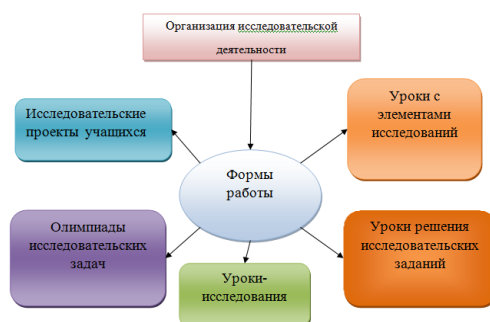 Организация исследовательской
деятельности
Исследовательские
проекты учащихся
Уроки с
элементами
исследований
Формы
работы
Олимпиады
исследовательских
задач
Уроки-
исследования
Уроки решения
исследовательских
заданий